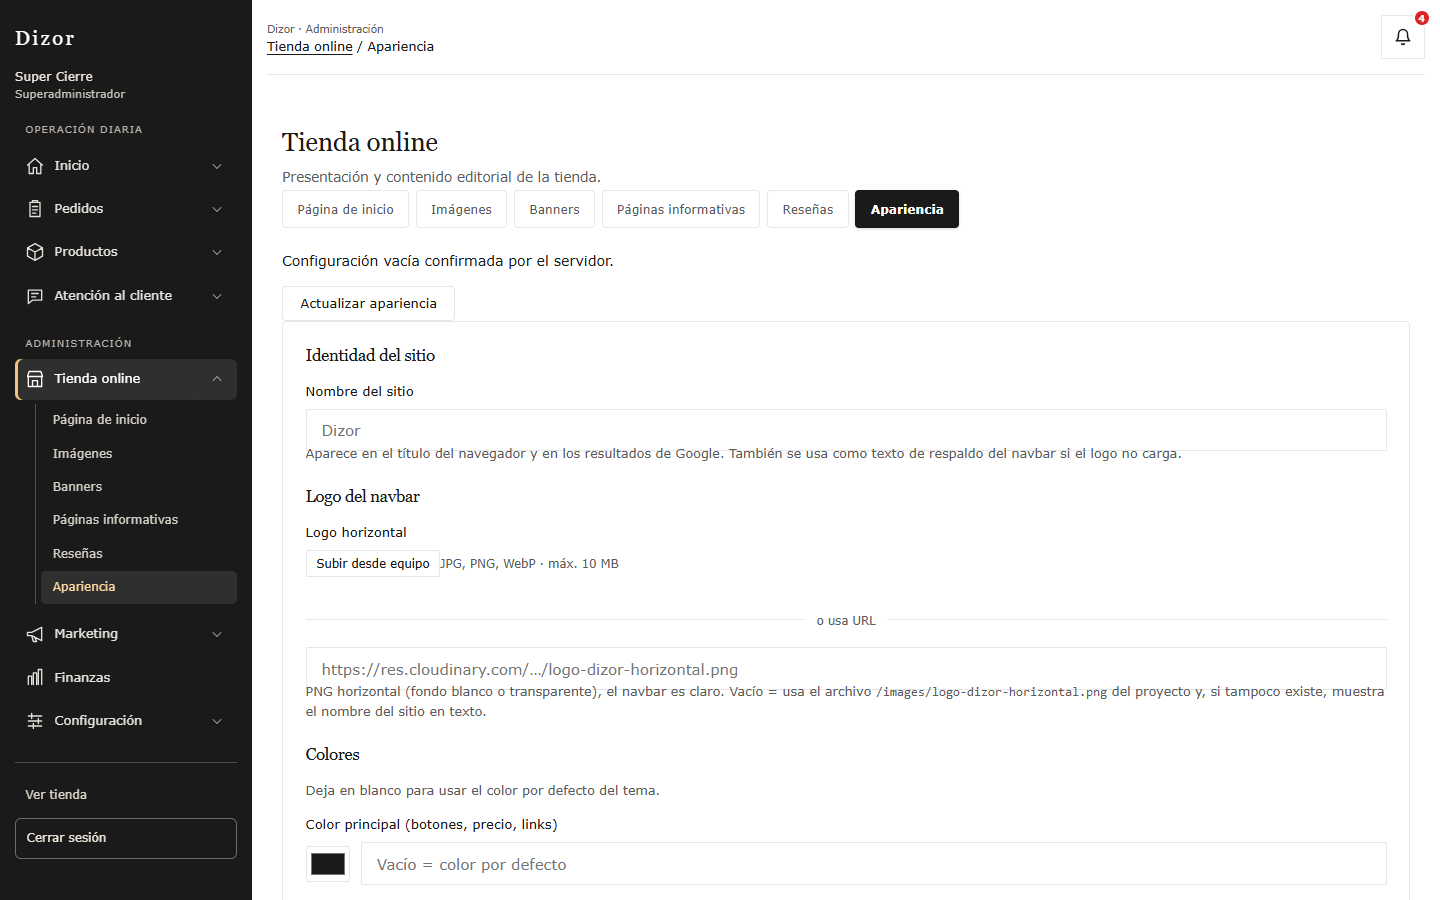 Dizor
Super Cierre
Superadministrador
OPERACIÓN DIARIA
Inicio
Pedidos
Productos
Atención al cliente
ADMINISTRACIÓN
Tienda online
Página de inicio
Imágenes
Banners
Páginas informativas
Reseñas
Apariencia
Marketing
Finanzas
Configuración
Ver tienda
Cerrar sesión
Dizor · Administración
Tienda online / Apariencia
4
Tienda online
Presentación y contenido editorial de la tienda.
Página de inicio Imágenes Banners Páginas informativas Reseñas Apariencia
Configuración vacía confirmada por el servidor.
Actualizar apariencia
Identidad del sitio
Nombre del sitio
Dizor
Aparece en el título del navegador y en los resultados de Google. También se usa como texto de respaldo del navbar si el logo no carga.
Logo del navbar
Logo horizontal
Subir desde equipo JPG, PNG, WebP · máx. 10 MB
o usa URL
https://res.cloudinary.com/.../logo-dizor-horizontal.png
PNG horizontal (fondo blanco o transparente), el navbar es claro. Vacío = usa el archivo /images/logo-dizor-horizontal.png del proyecto y, si tampoco existe, muestra
el nombre del sitio en texto.
Colores
Deja en blanco para usar el color por defecto del tema.
Color principal (botones, precio, links)
Vacío = color por defecto